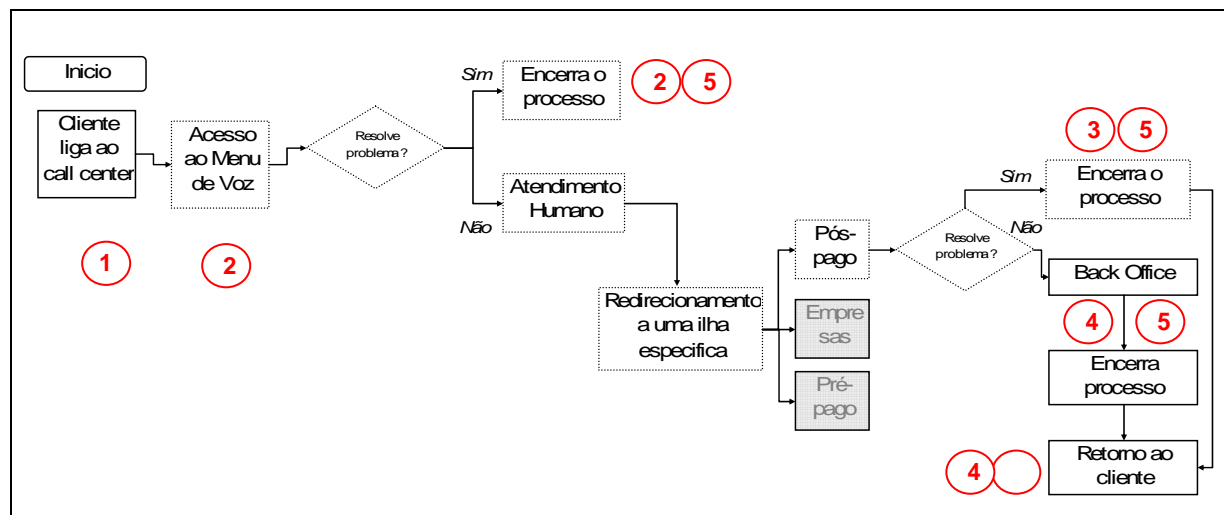 Inicio
Cliente
liga ao
call center
1
Acesso
ao Menu
de Voz
2
Resolve
problema ?
Sim
Encerra o
processo
2 5
Não
Atendimento
Humano
Redirecionamento
a uma ilha
especifica
Pós-
pago
Empre
sas
Pré-
pago
Resolve
problema ?
3 5
Sim
Encerra o
processo
Não
Back Office
4 5
Encerra
processo
4
Retorno ao
cliente